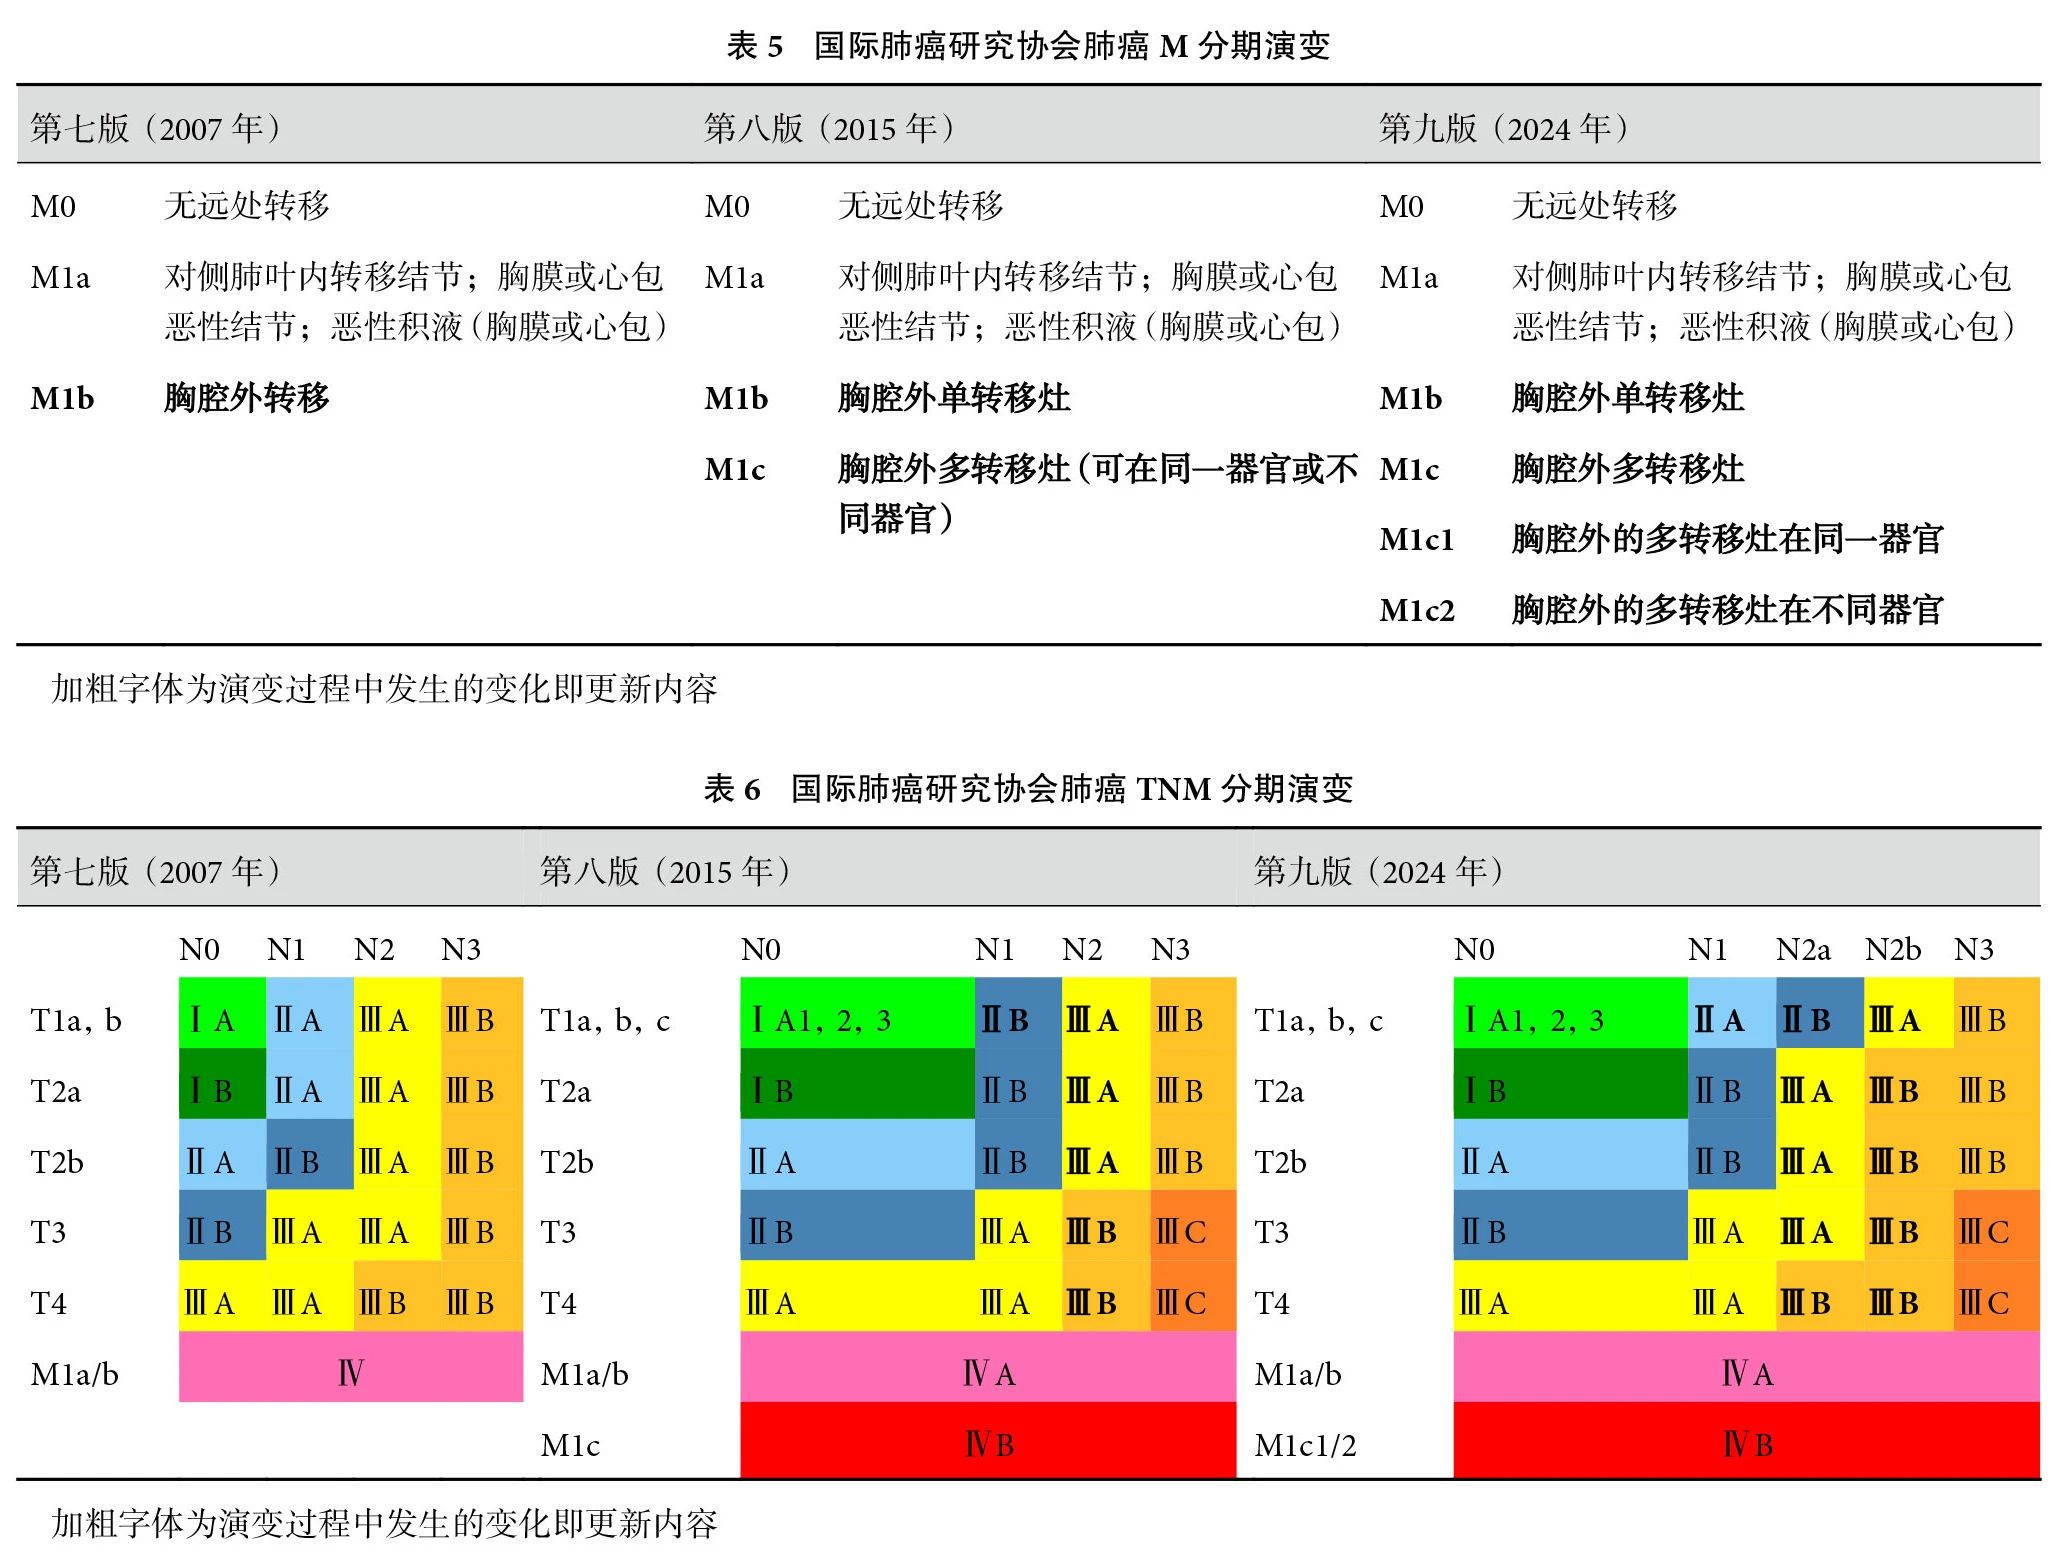 表 5 国际肺癌研究协会肺癌 M 分期演变
第七版（2007 年） 第八版（2015 年） 第九版（2024 年）
M0 无远处转移 M0 无远处转移 M0 无远处转移
M1a 对侧肺叶内转移结节；胸膜或心包 M1a 对侧肺叶内转移结节；胸膜或心包 M1a 对侧肺叶内转移结节；胸膜或心包
恶性结节；恶性积液（胸膜或心包） 恶性结节；恶性积液（胸膜或心包） 恶性结节；恶性积液（胸膜或心包）
M1b 胸腔外转移 M1b 胸腔外单转移灶 M1b 胸腔外单转移灶
M1c 胸腔外多转移灶（可在同一器官或不 M1c 胸腔外多转移灶
同器官）
M1c1 胸腔外的多转移灶在同一器官
M1c2 胸腔外的多转移灶在不同器官
加粗字体为演变过程中发生的变化即更新内容
表 6 国际肺癌研究协会肺癌 TNM 分期演变
第七版（2007 年） 第八版（2015 年） 第九版（2024 年）
N0 N1 N2 N3 N0 N1 N2 N3 N0 N1 N2a N2b N3
T1a, b ⅠA ⅡA ⅢA ⅢB T1a, b, c ⅠA1, 2, 3 ⅡB ⅢA ⅢB T1a, b, c ⅠA1, 2, 3 ⅡA ⅡB ⅢA ⅢB
T2a ⅠB ⅡA ⅢA ⅢB T2a ⅠB ⅡB ⅢA ⅢB T2a ⅠB ⅡB ⅢA ⅢB ⅢB
T2b ⅡA ⅡB ⅢA ⅢB T2b ⅡA ⅡB ⅢA ⅢB T2b ⅡA ⅡB ⅢA ⅢB ⅢB
T3 ⅡB ⅢA ⅢA ⅢB T3 ⅡB ⅢA ⅢB ⅢC T3 ⅡB ⅢA ⅢA ⅢB ⅢC
T4 ⅢA ⅢA ⅢB ⅢB T4 ⅢA ⅢA ⅢB ⅢC T4 ⅢA ⅢA ⅢB ⅢB ⅢC
M1a/b Ⅳ M1a/b ⅣA M1a/b ⅣA
M1c ⅣB M1c1/2 ⅣB
加粗字体为演变过程中发生的变化即更新内容